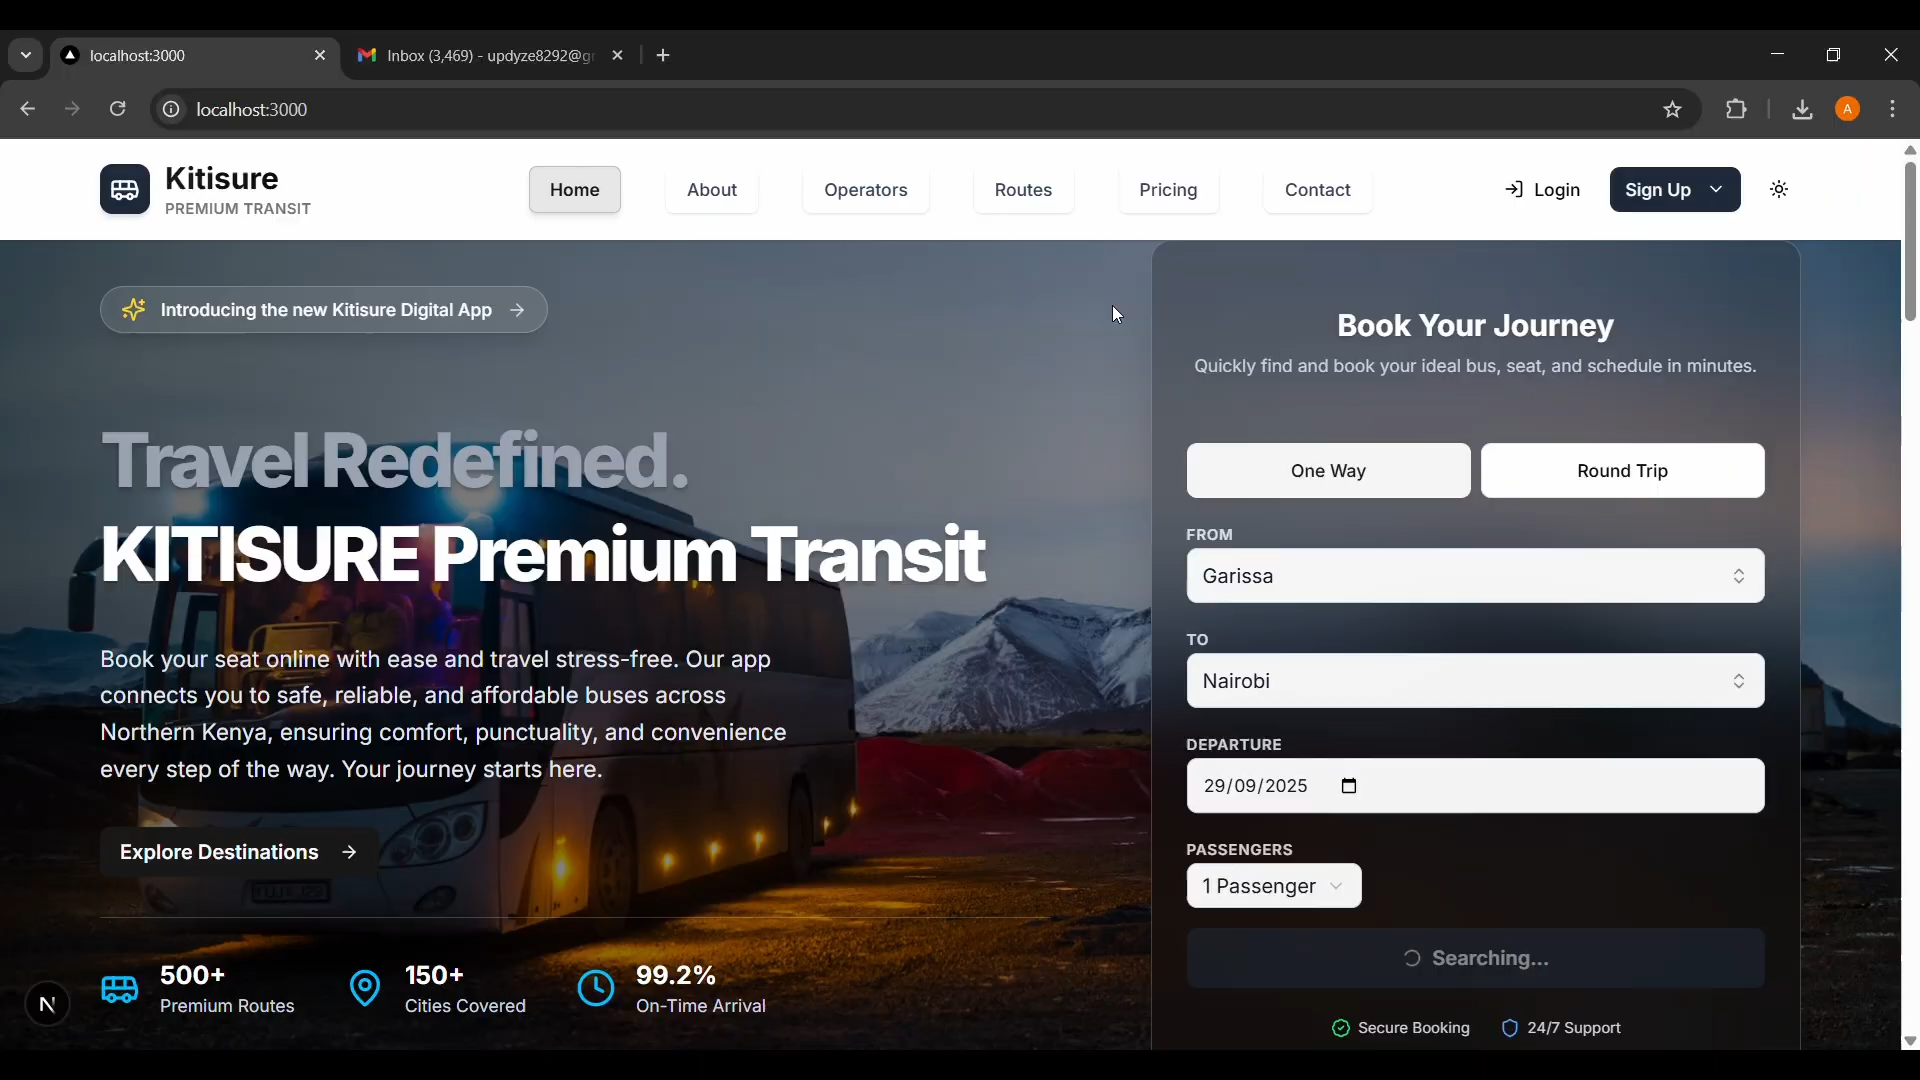 localhost:3000
Inbox (3,469) - updyze8292@g
localhost:3000
A
Kitisure
PREMIUM TRANSIT
Home
About
Operators
Routes
Pricing
Contact
Login
Sign Up
Introducing the new Kitisure Digital App
Travel Redefined.
KITISURE Premium Transit
Book your seat online with ease and travel stress-free. Our app
connects you to safe, reliable, and affordable buses across
Northern Kenya, ensuring comfort, punctuality, and convenience
every step of the way. Your journey starts here.
Explore Destinations
500+
Premium Routes
150+
Cities Covered
99.2%
On-Time Arrival
N
Book Your Journey
Quickly find and book your ideal bus, seat, and schedule in minutes.
One Way
Round Trip
FROM
Garissa
TO
Nairobi
DEPARTURE
29/09/2025
PASSENGERS
1 Passenger
Searching...
Secure Booking
24/7 Support